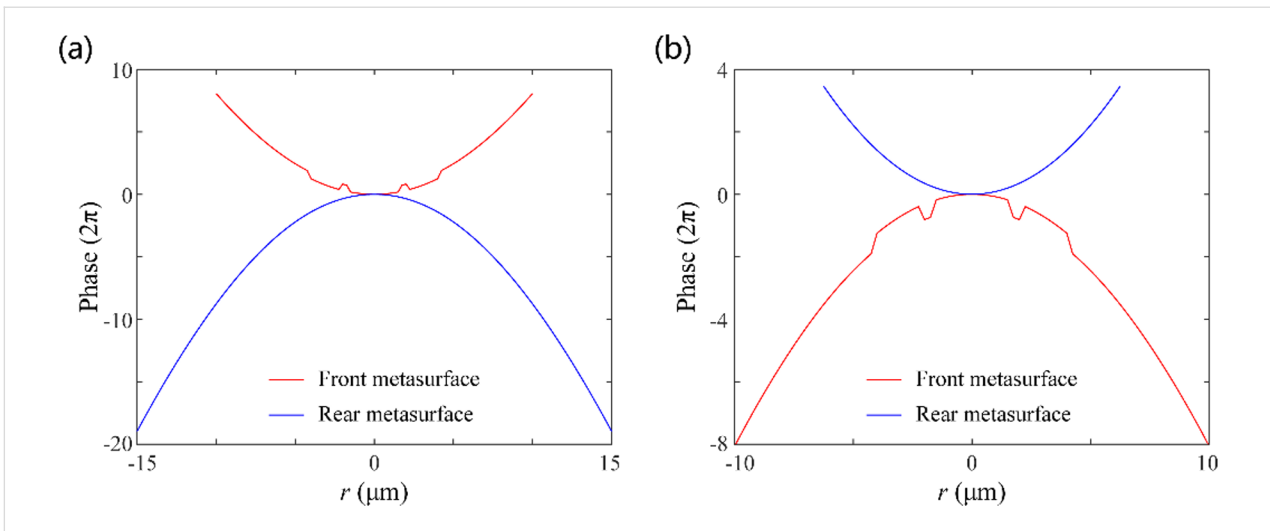 (a)
10
0
-10
-20
Phase (2π)
Front metasurface
Rear metasurface
-15
0
15
r (μm)
(b)
4
0
-4
-8
Phase (2π)
Front metasurface
Rear metasurface
-10
0
10
r (μm)